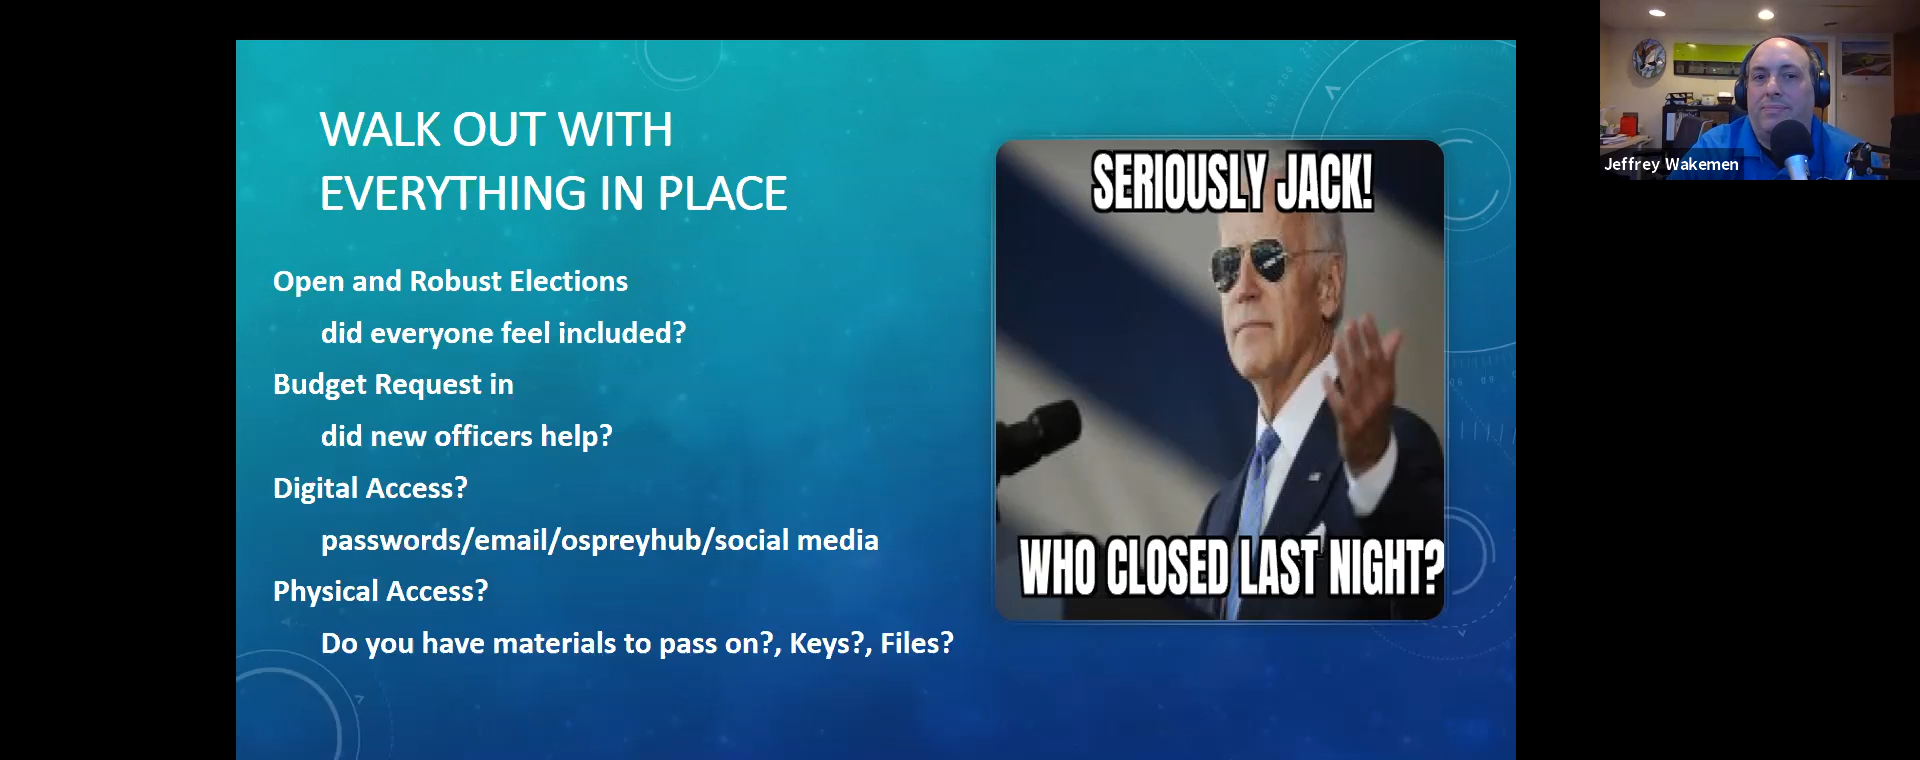 WALK OUT WITH
EVERYTHING IN PLACE
Open and Robust Elections
did everyone feel included?
Budget Request in
did new officers help?
Digital Access?
passwords/email/ospreyhub/social media
Physical Access?
Do you have materials to pass on?, Keys?, Files?
SERIOUSLY JACK!
WHO CLOSED LAST NIGHT?
Jeffrey Wakemen